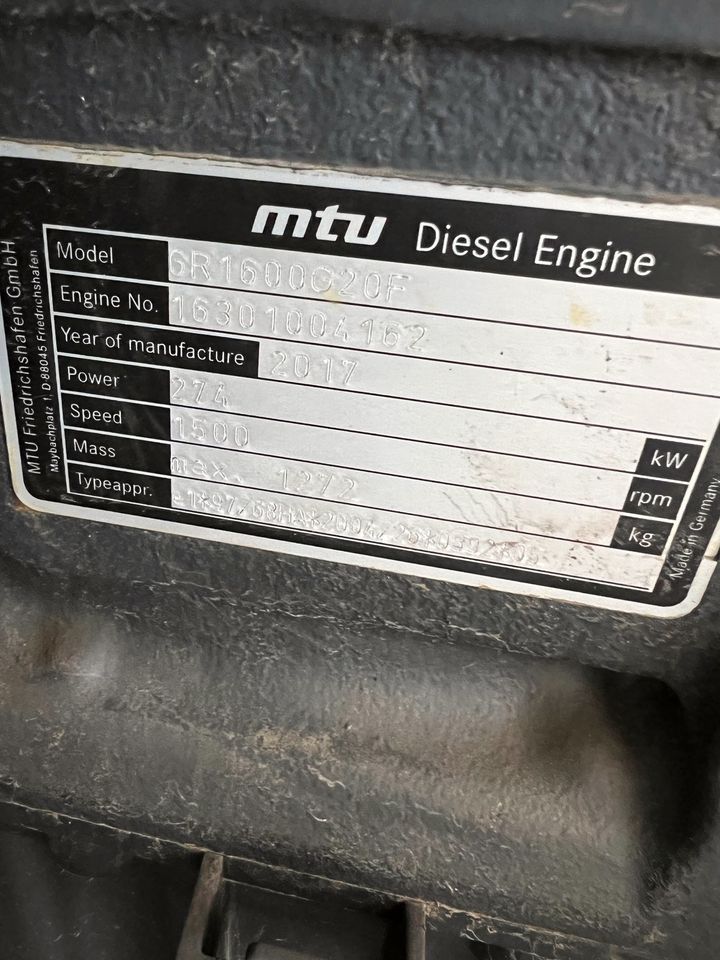 mtu Diesel Engine
Model 6R1600G20F
Engine No. 16301004162
Year of manufacture 2017
Power 274 kW
Speed 1500 rpm
Mass max. 1272 kg
Typeappr.
MTU Friedrichshafen GmbH
Maybachplatz 1, D 88045 Friedrichshafen
Made in Germany